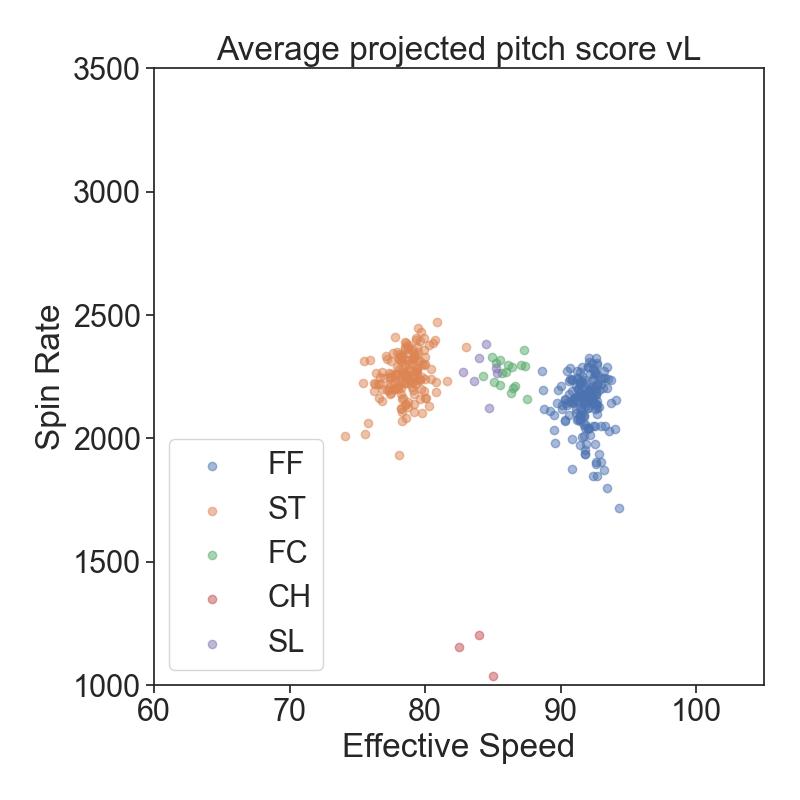 Average projected pitch score vL
3500
3000
2500
2000
1500
1000
Spin Rate
FF
ST
FC
CH
SL
60 70 80 90 100
Effective Speed